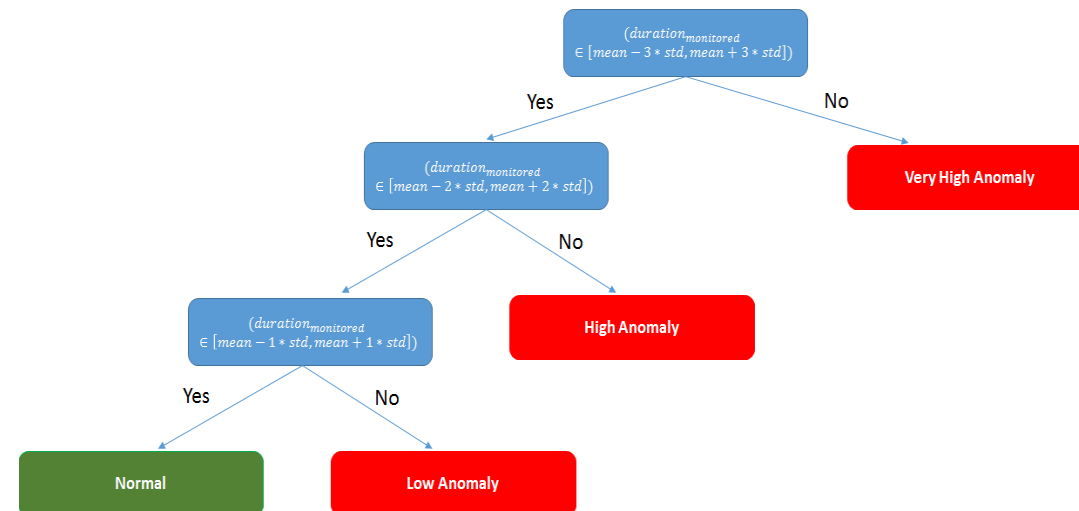 (duration_monitored
∈ [mean − 3 * std, mean + 3 * std])
Yes
No
(duration_monitored
∈ [mean − 2 * std, mean + 2 * std])
Very High Anomaly
Yes
No
(duration_monitored
∈ [mean − 1 * std, mean + 1 * std])
High Anomaly
Yes
No
Normal
Low Anomaly